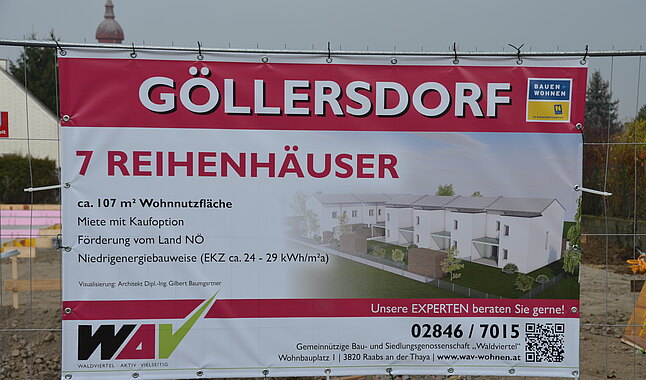 GÖLLERSDORF
BAUEN +
WOHNEN
7 REIHENHÄUSER
ca. 107 m² Wohnnutzfläche
Miete mit Kaufoption
Förderung vom Land NÖ
Niedrigenergiebauweise (EKZ ca. 24 - 29 kWh/m²a)
Visualisierung: Architekt Dipl.-Ing. Gilbert Baumgartner
Unsere EXPERTEN beraten Sie gerne!
WAV
WALDVIERTEL · AKTIV · VIELSEITIG
02846 / 7015
Gemeinnützige Bau- und Siedlungsgenossenschaft „Waldviertel"
Wohnbauplatz 1 | 3820 Raabs an der Thaya | www.wav-wohnen.at